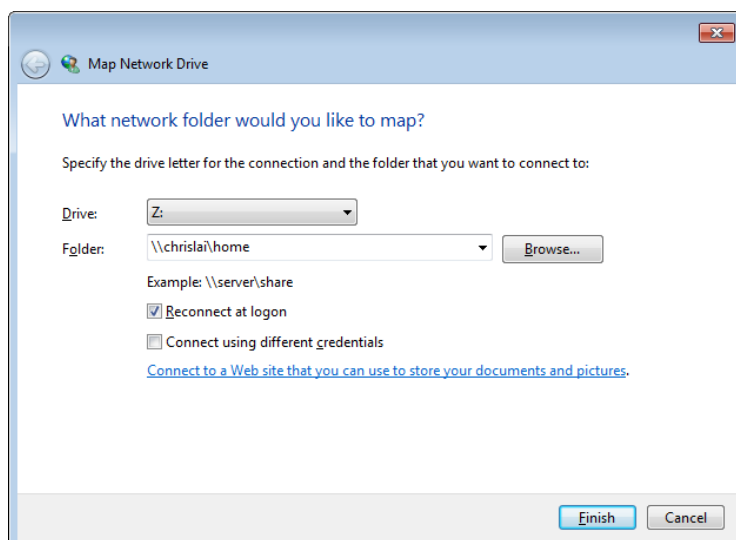 Map Network Drive
What network folder would you like to map?
Specify the drive letter for the connection and the folder that you want to connect to:
Drive: Z:
Folder: \\chrislai\home Browse...
Example: \\server\share
Reconnect at logon
Connect using different credentials
Connect to a Web site that you can use to store your documents and pictures.
Finish Cancel